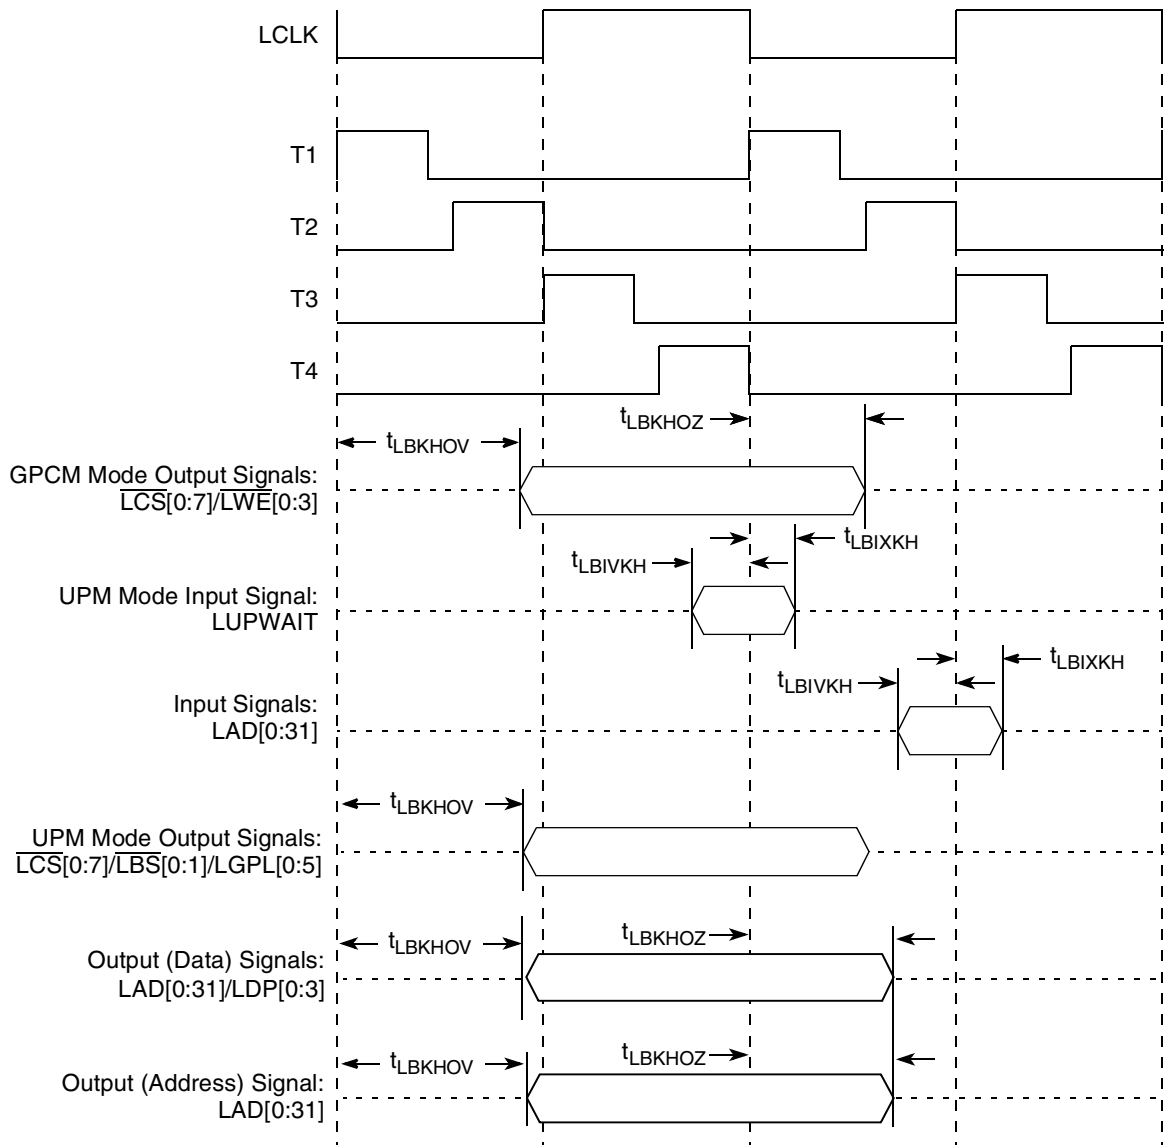 LCLK
T1
T2
T3
T4
tLBKHOZ
tLBKHOV
GPCM Mode Output Signals:
LCS[0:7]/LWE[0:3]
tLBIXKH
tLBIVKH
UPM Mode Input Signal:
LUPWAIT
tLBIXKH
tLBIVKH
Input Signals:
LAD[0:31]
tLBKHOV
UPM Mode Output Signals:
LCS[0:7]/LBS[0:1]/LGPL[0:5]
tLBKHOV
tLBKHOZ
Output (Data) Signals:
LAD[0:31]/LDP[0:3]
tLBKHOV
tLBKHOZ
Output (Address) Signal:
LAD[0:31]